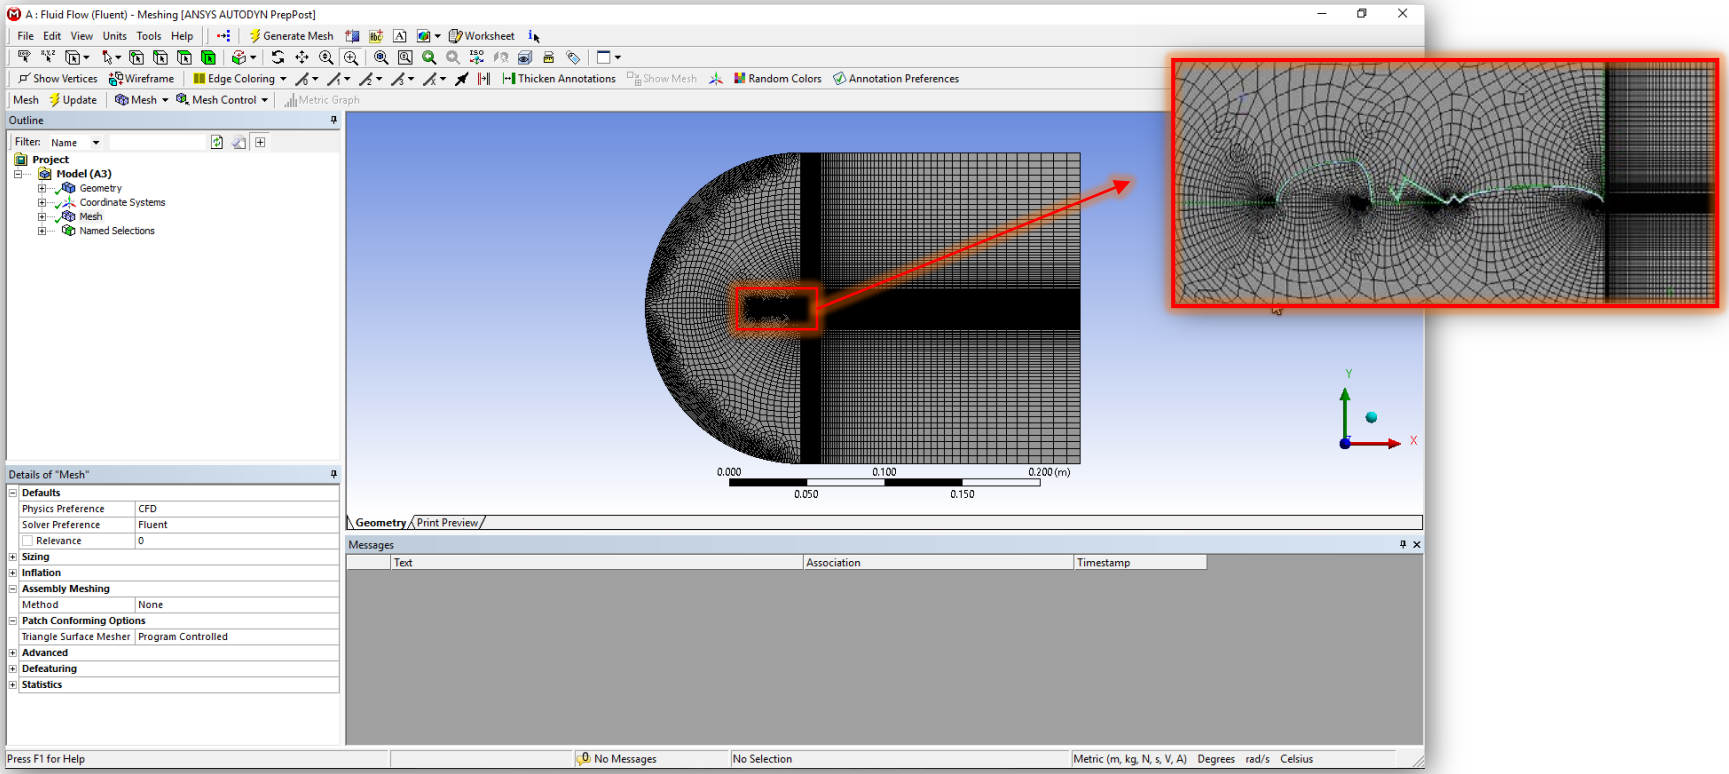 A : Fluid Flow (Fluent) - Meshing [ANSYS AUTODYN PrepPost]
File Edit View Units Tools Help Generate Mesh A Worksheet i
ISO
Show Vertices Wireframe Edge Coloring Thicken Annotations Show Mesh Random Colors Annotation Preferences
Mesh Update Mesh Mesh Control Metric Graph
Outline
Filter: Name
Project
Model (A3)
Geometry
Coordinate Systems
Mesh
Named Selections
0.000 0.100 0.200 (m)
0.050 0.150
Y
X
Geometry Print Preview
Details of "Mesh"
Defaults
Physics Preference CFD
Solver Preference Fluent
Relevance 0
Sizing
Inflation
Assembly Meshing
Method None
Patch Conforming Options
Triangle Surface Mesher Program Controlled
Advanced
Defeaturing
Statistics
Messages
Text Association Timestamp
Press F1 for Help No Messages No Selection Metric (m, kg, N, s, V, A) Degrees rad/s Celsius